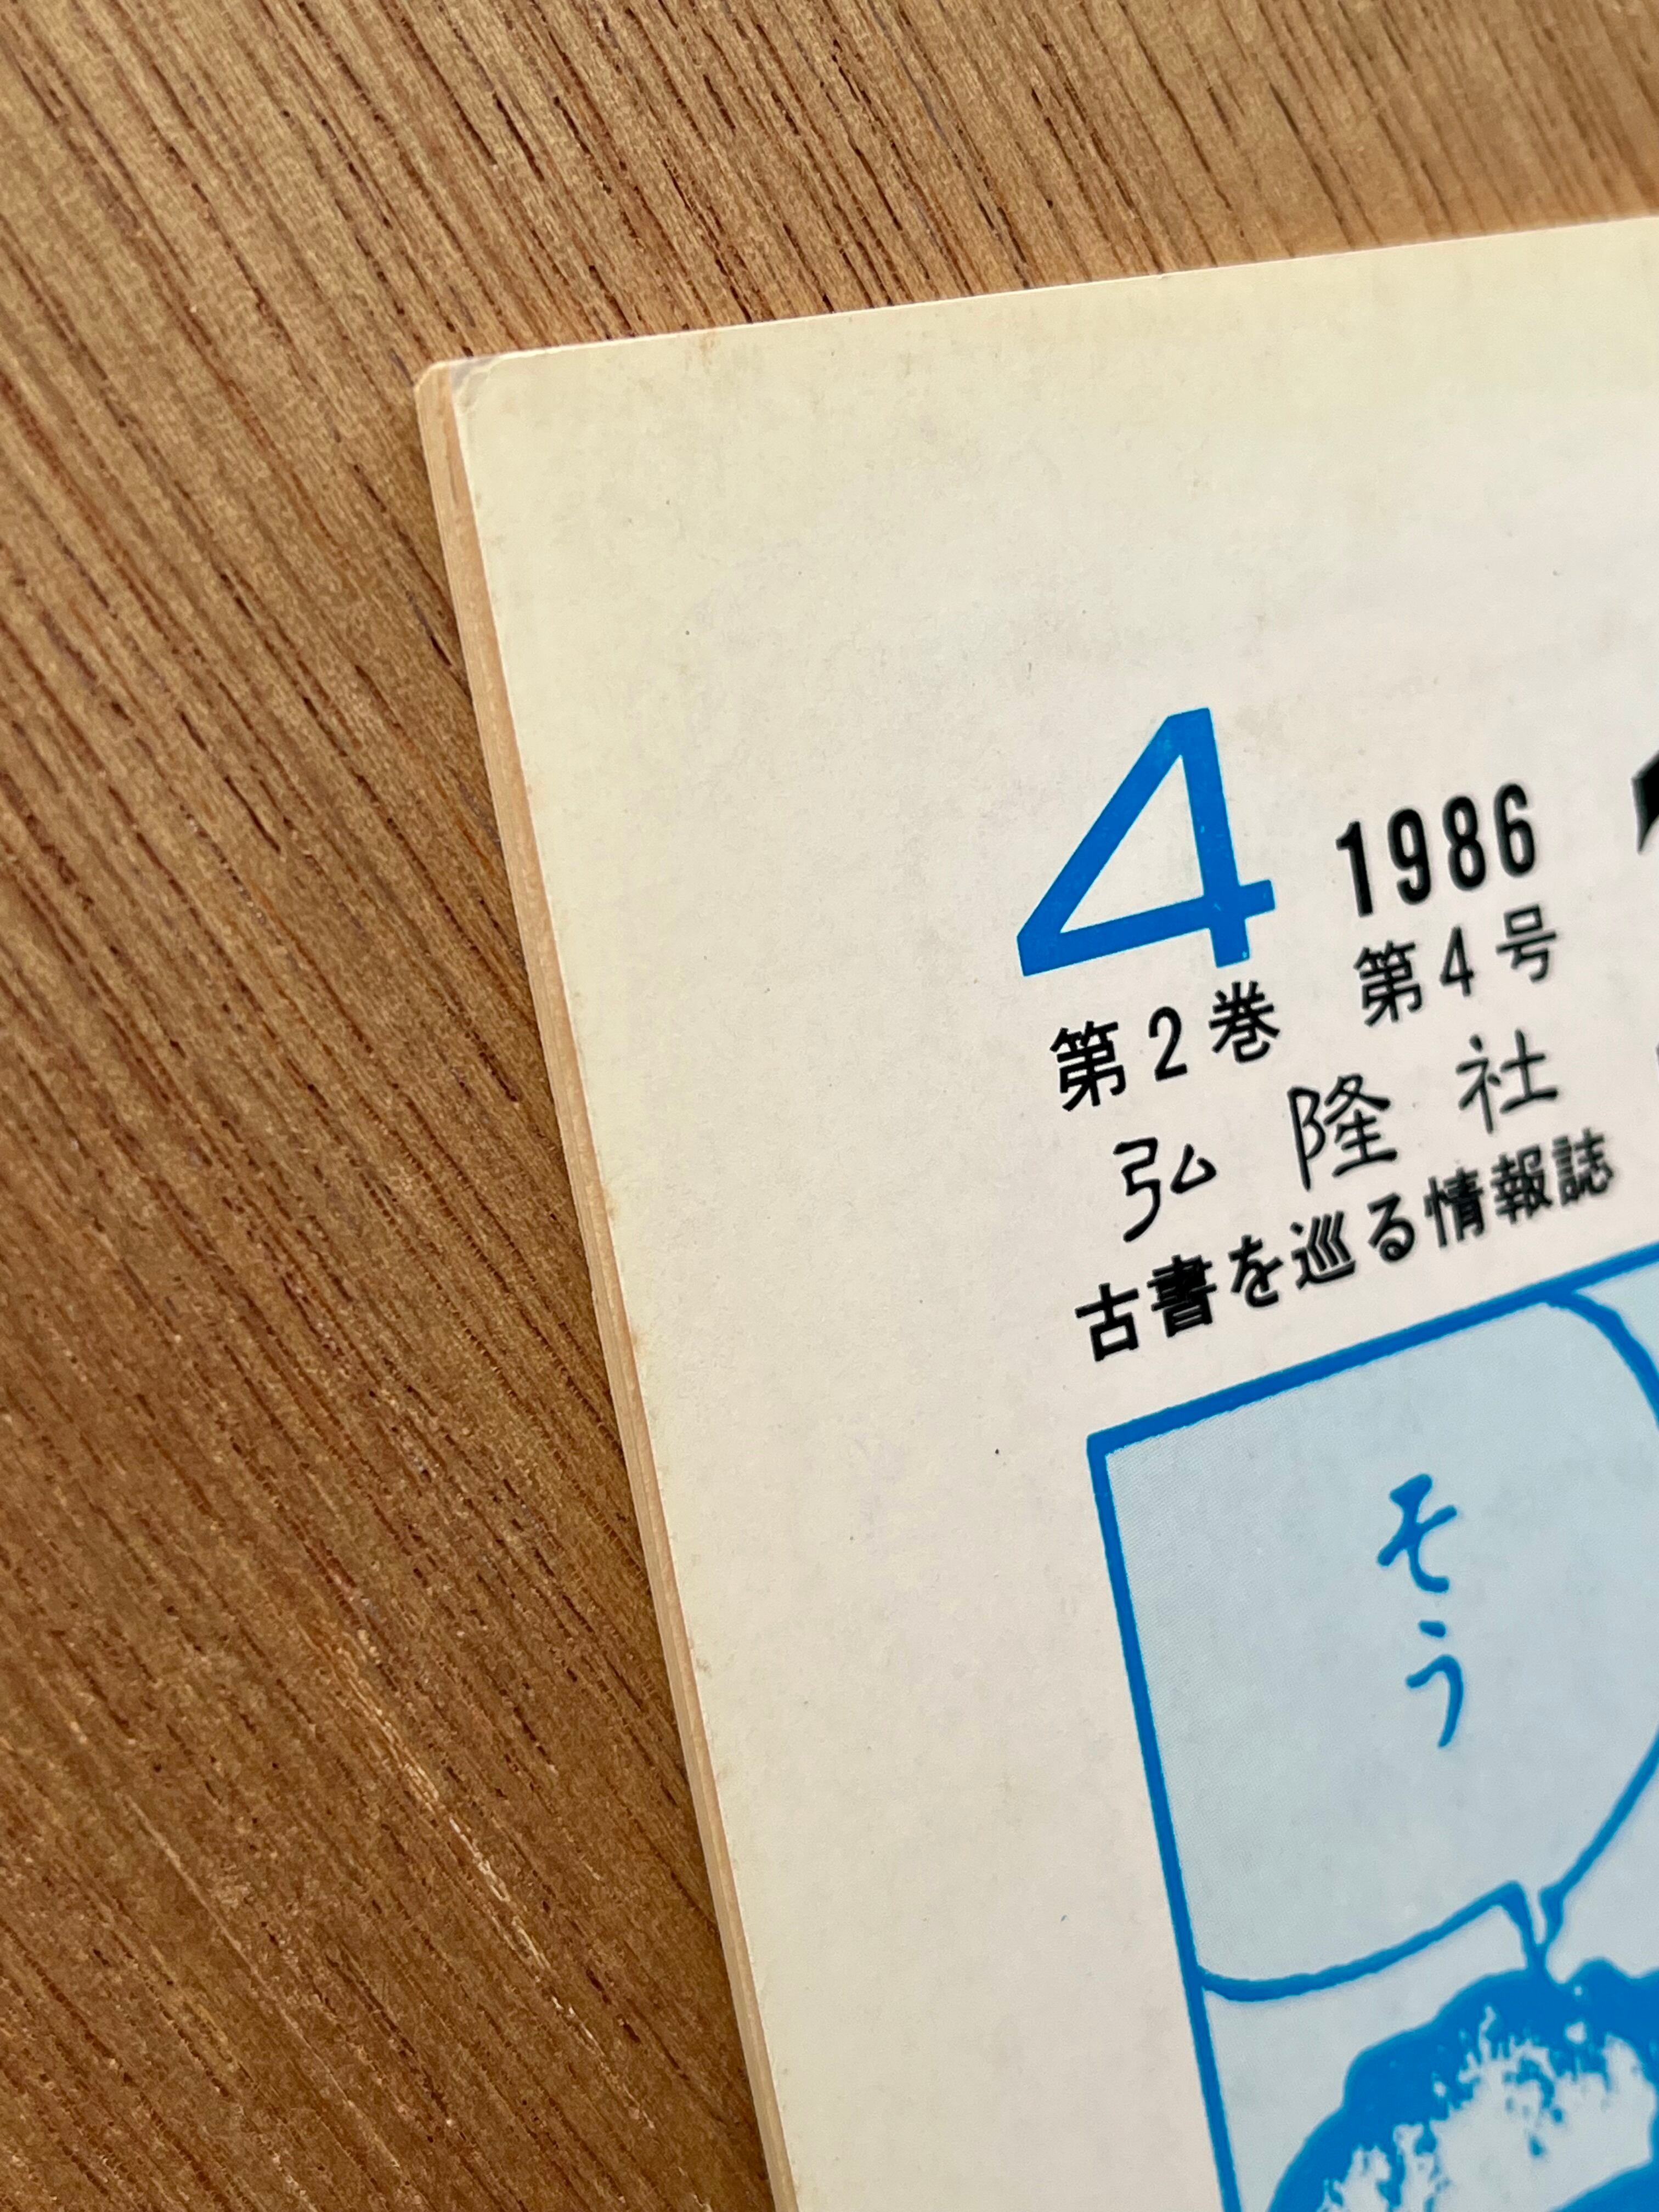 4 1986
第2巻 第4号
弘隆社
古書を巡る情報誌
そう